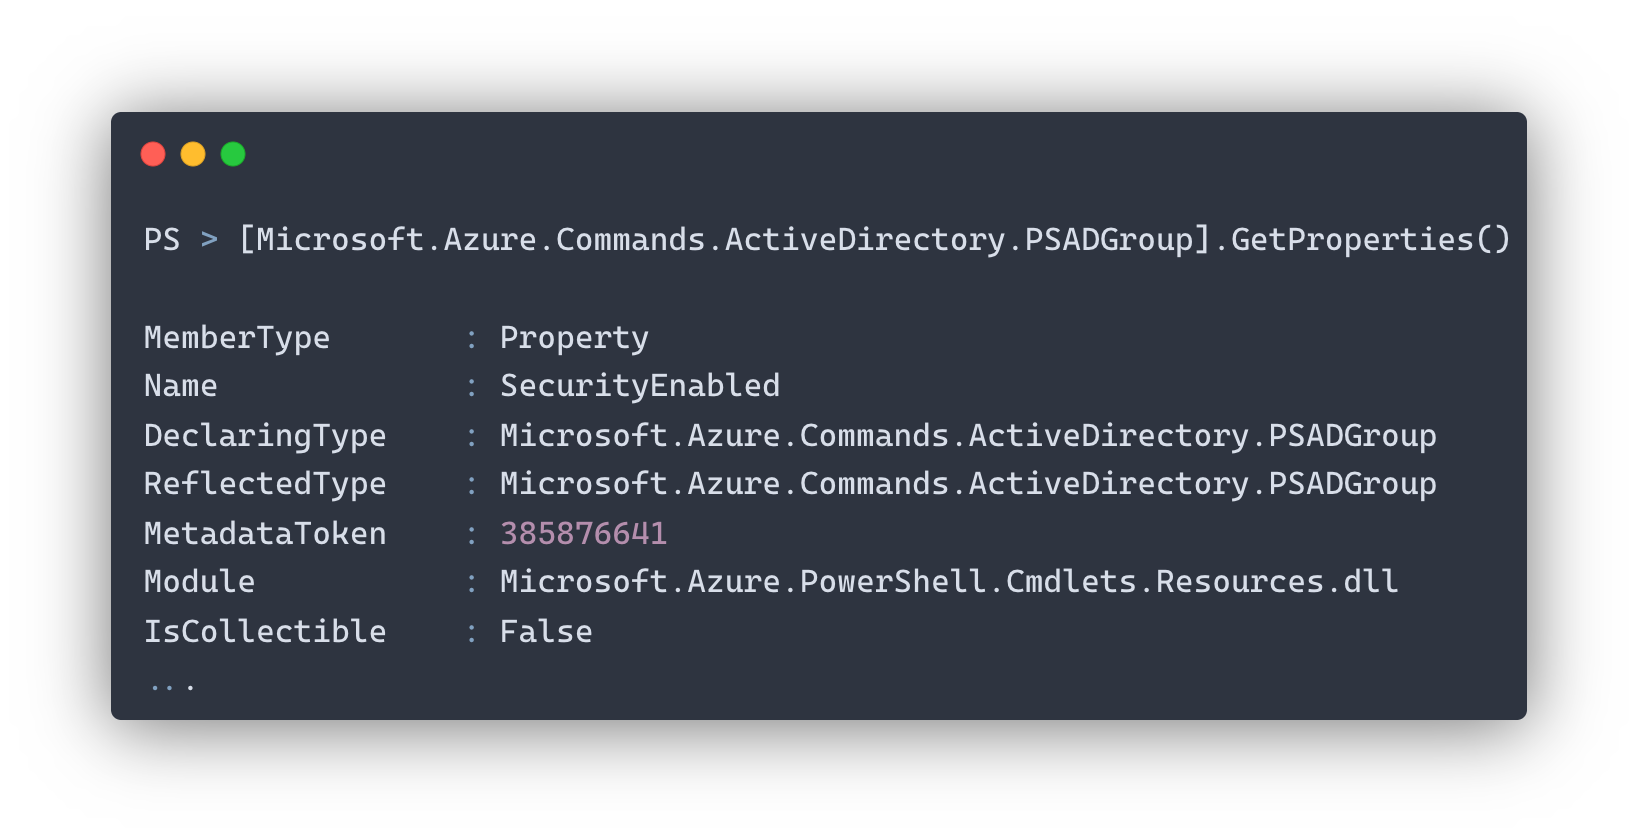 PS > [Microsoft.Azure.Commands.ActiveDirectory.PSADGroup].GetProperties()
MemberType : Property
Name : SecurityEnabled
DeclaringType : Microsoft.Azure.Commands.ActiveDirectory.PSADGroup
ReflectedType : Microsoft.Azure.Commands.ActiveDirectory.PSADGroup
MetadataToken : 385876641
Module : Microsoft.Azure.PowerShell.Cmdlets.Resources.dll
IsCollectible : False
...